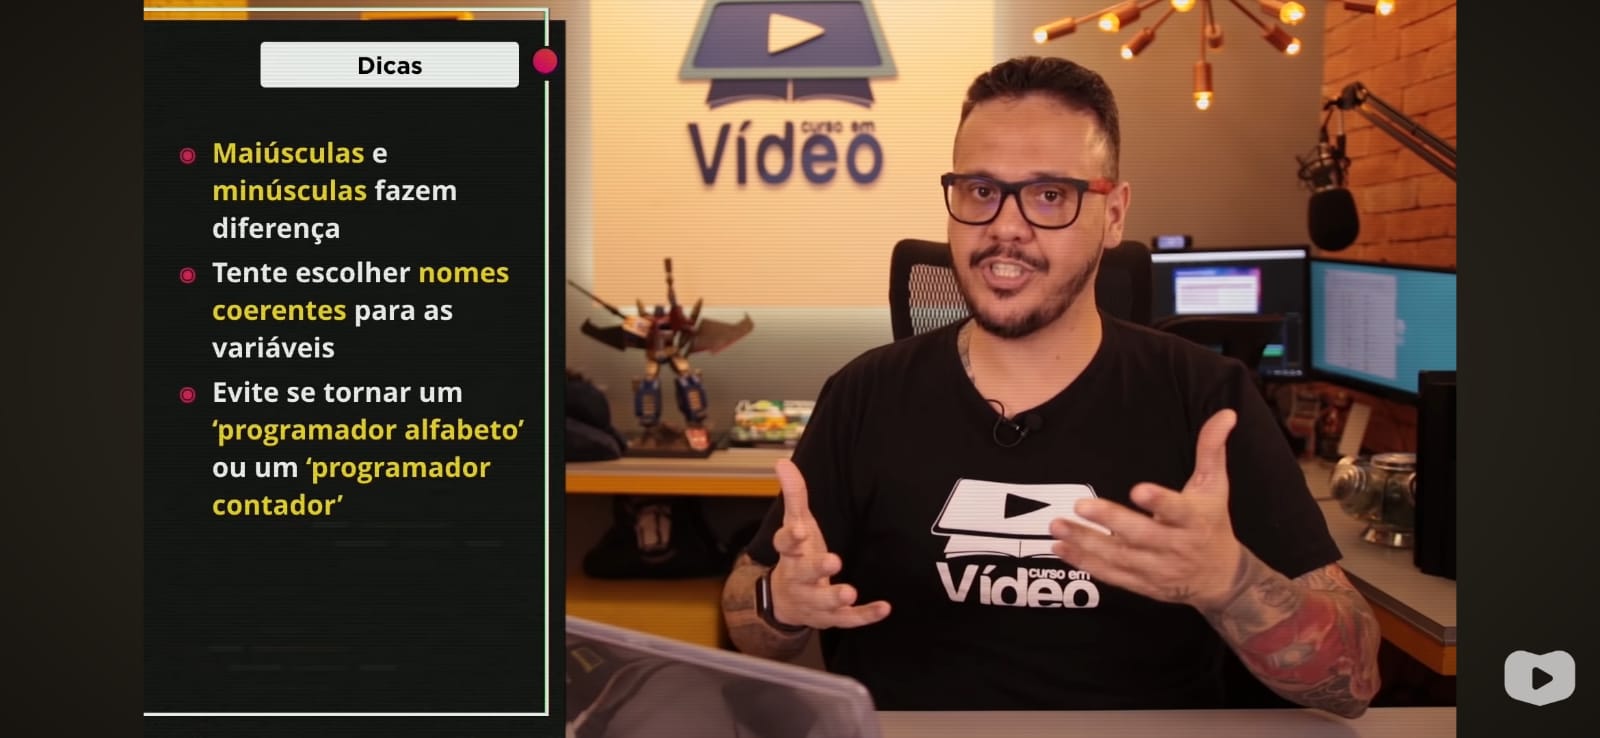 Dicas
Maiúsculas e
minúsculas fazem
diferença
Tente escolher nomes
coerentes para as
variáveis
Evite se tornar um
‘programador alfabeto’
ou um ‘programador
contador’
curso em
Vídeo
curso em
Vídeo